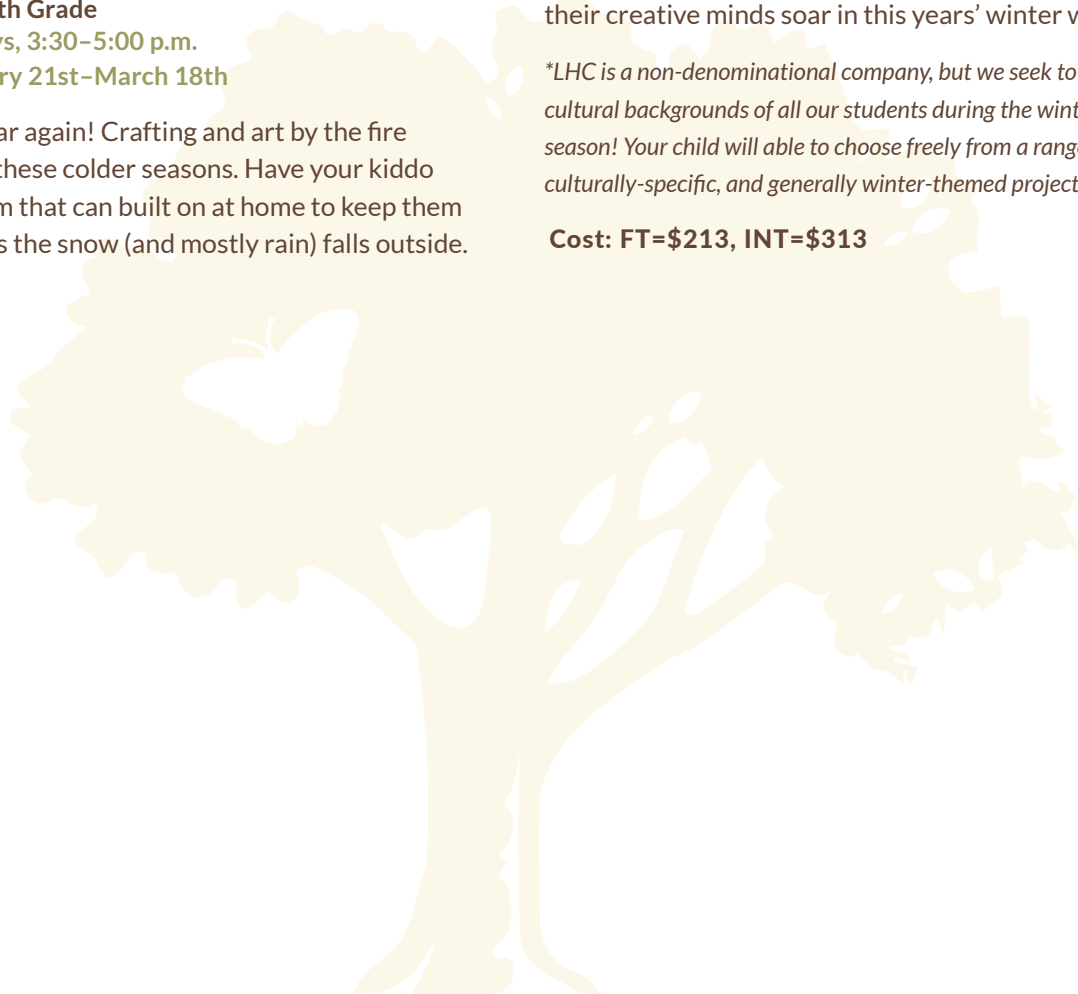 th Grade
ys, 3:30–5:00 p.m.
ry 21st–March 18th
ar again! Crafting and art by the fire
these colder seasons. Have your kiddo
m that can built on at home to keep them
s the snow (and mostly rain) falls outside.
their creative minds soar in this years’ winter w
*LHC is a non-denominational company, but we seek to
cultural backgrounds of all our students during the wint
season! Your child will able to choose freely from a rang
culturally-specific, and generally winter-themed project
Cost: FT=$213, INT=$313